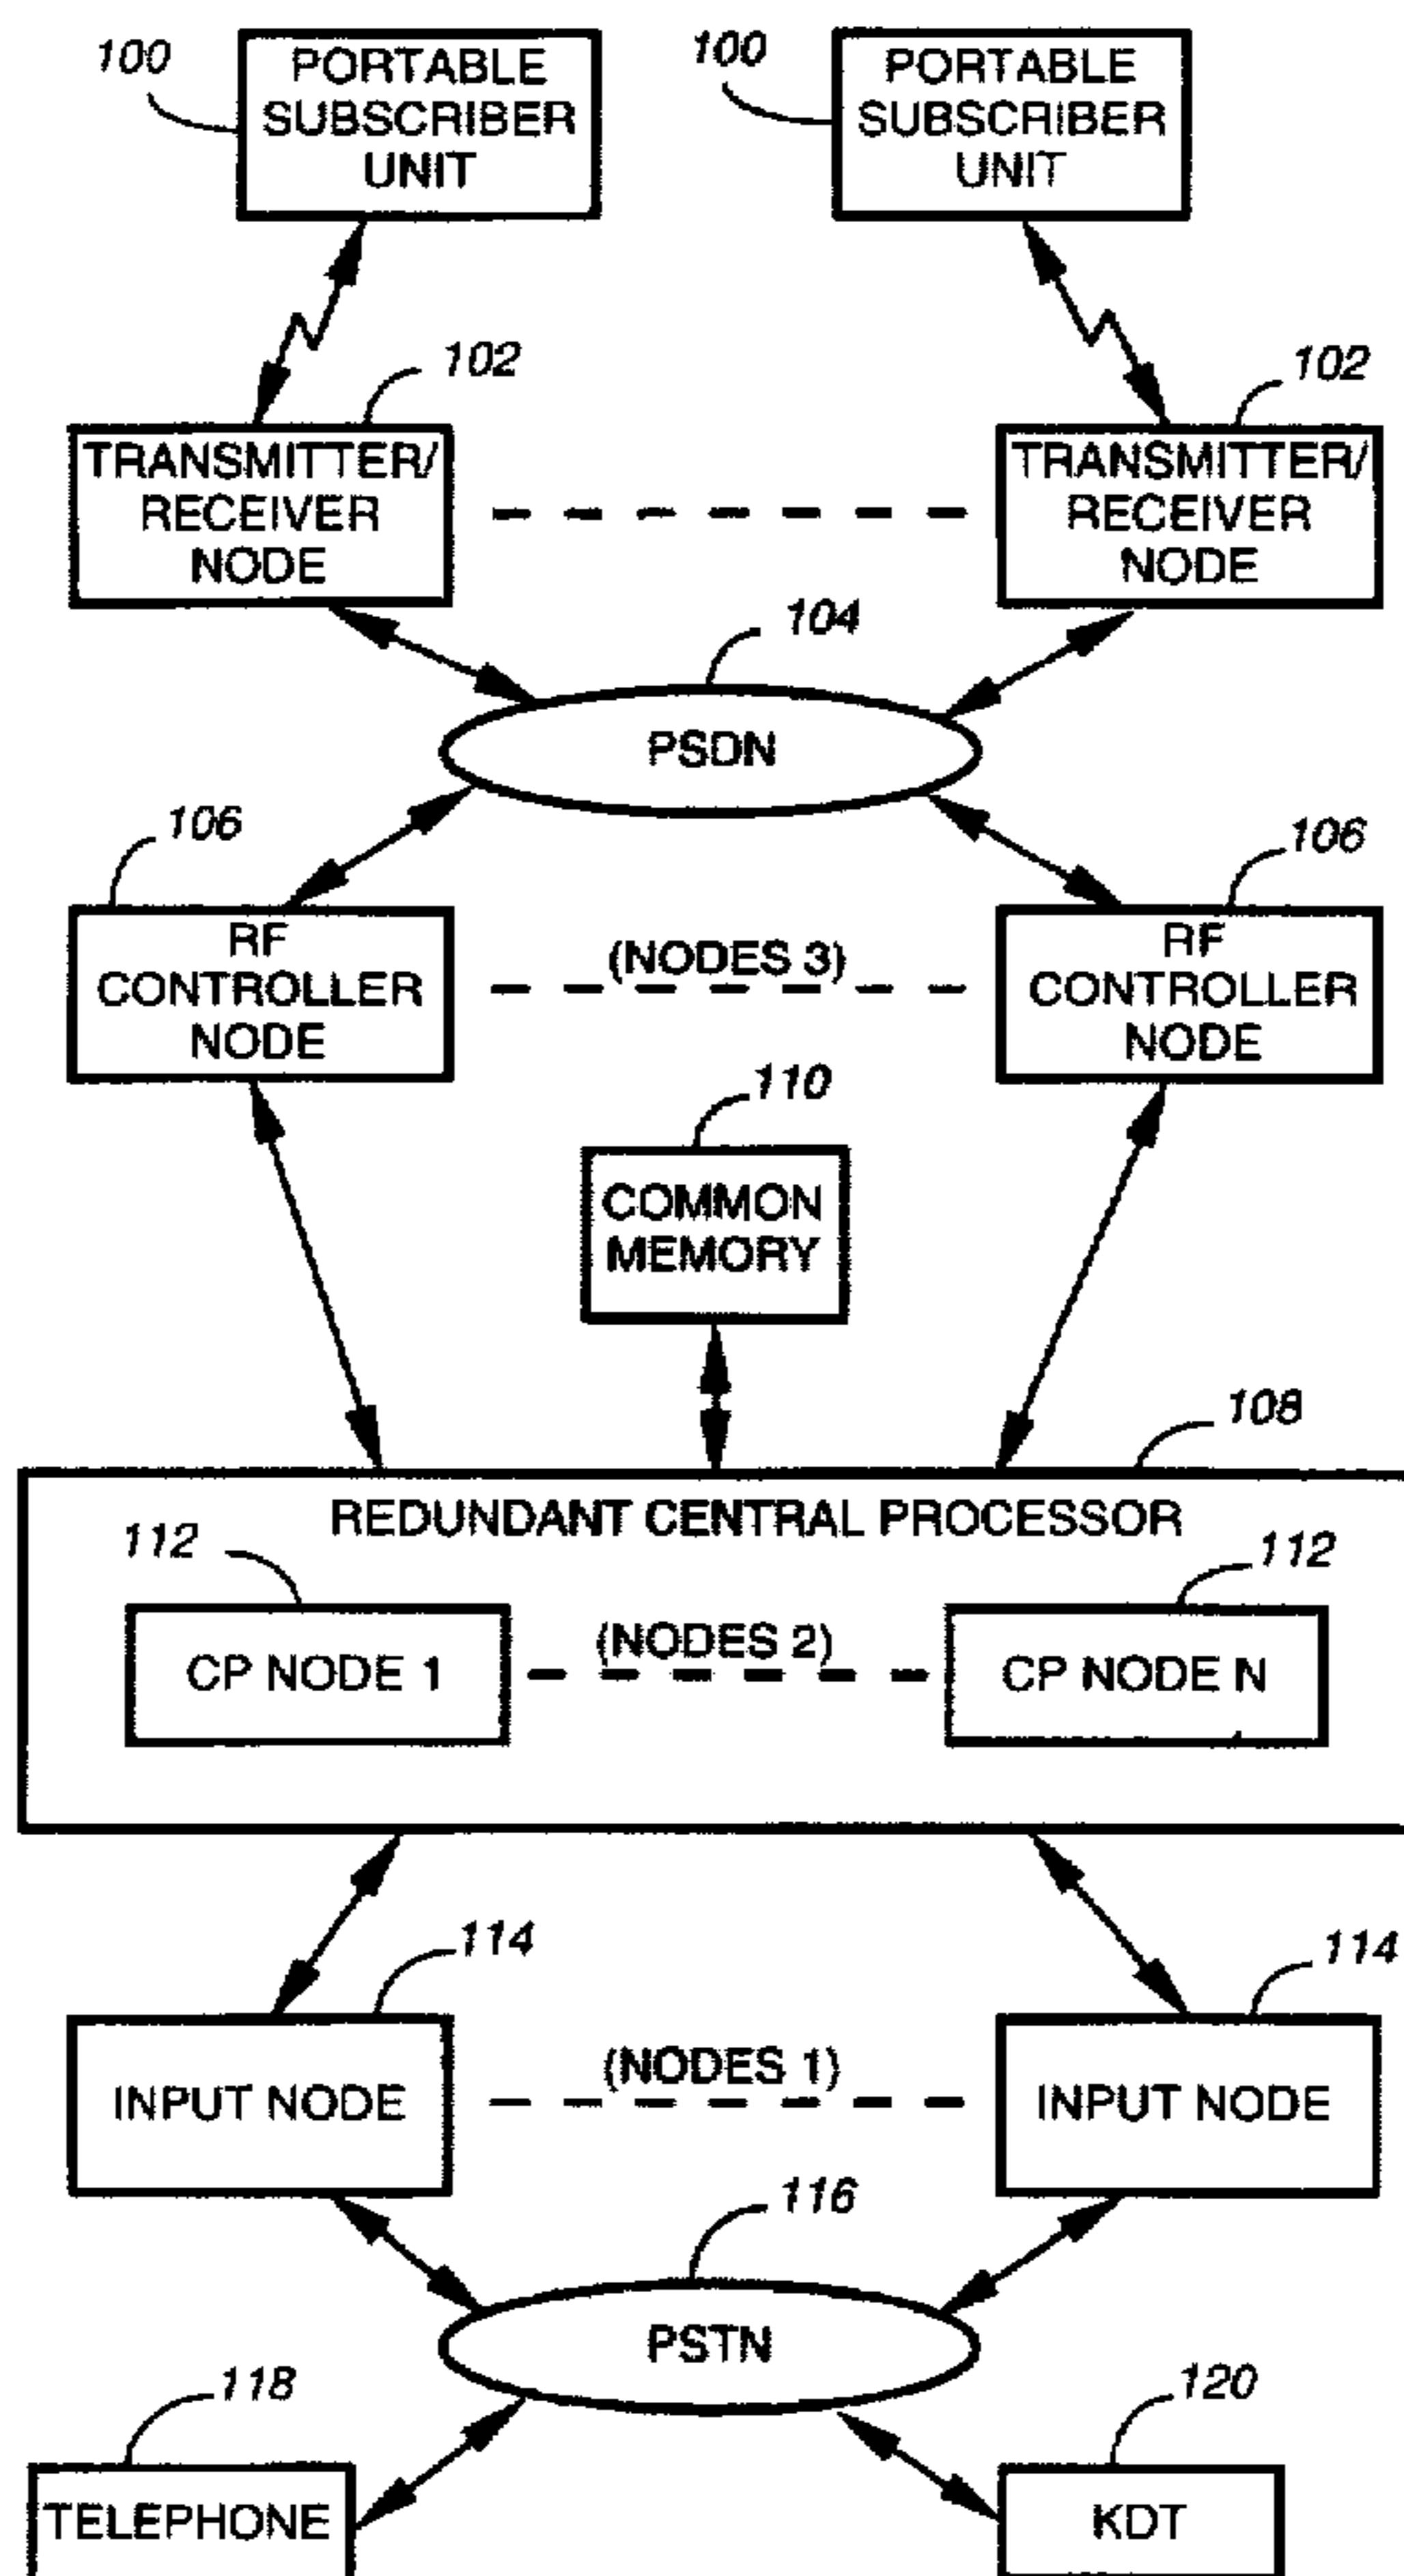 100
PORTABLE
SUBSCRIBER
UNIT
100
PORTABLE
SUBSCRIBER
UNIT
102
TRANSMITTER/
RECEIVER
NODE
102
TRANSMITTER/
RECEIVER
NODE
104
PSDN
106
RF
CONTROLLER
NODE
(NODES 3)
106
RF
CONTROLLER
NODE
110
COMMON
MEMORY
108
REDUNDANT CENTRAL PROCESSOR
112
CP NODE 1
(NODES 2)
112
CP NODE N
114
INPUT NODE
(NODES 1)
114
INPUT NODE
116
PSTN
118
TELEPHONE
120
KDT